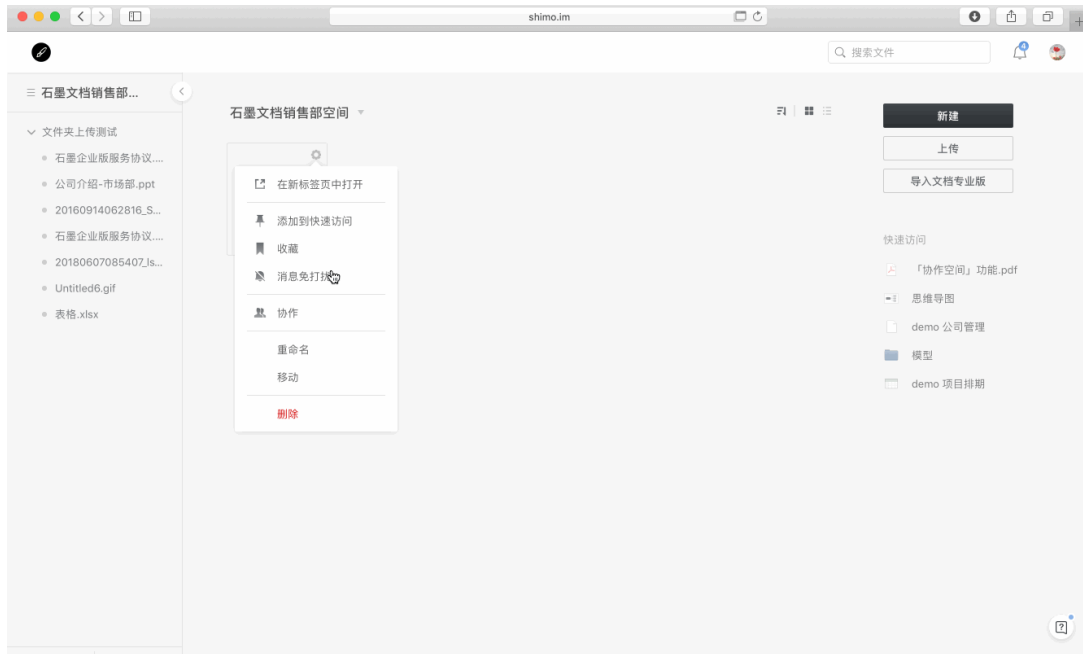 shimo.im
搜索文件
4
石墨文档销售部...
文件夹上传测试
石墨企业版服务协议....
公司介绍-市场部.ppt
20160914062816_S...
石墨企业版服务协议....
20180607085407_ls...
Untitled6.gif
表格.xlsx
石墨文档销售部空间
在新标签页中打开
添加到快速访问
收藏
消息免打扰
协作
重命名
移动
删除
新建
上传
导入文档专业版
快速访问
「协作空间」功能.pdf
思维导图
demo 公司管理
模型
demo 项目排期